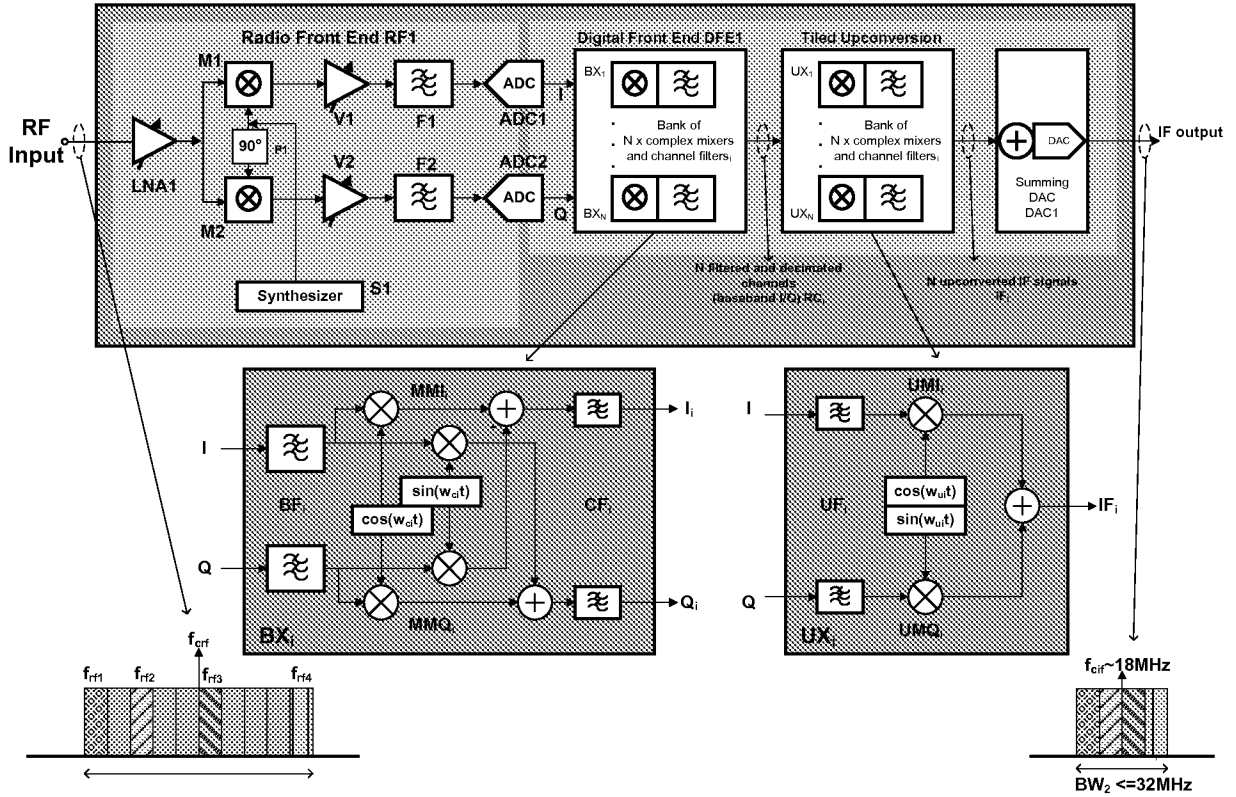 Radio Front End RF1
Digital Front End DFE1
Tiled Upconversion
M1
V1
F1
ADC
ADC1
I
RF
Input
LNA1
90°
P1
M2
V2
F2
ADC2
ADC
Q
Synthesizer
S1
BX1
Bank of
N x complex mixers
and channel filtersi
BXN
UX1
Bank of
N x complex mixers
and channel filtersi
UXN
DAC
Summing
DAC
DAC1
IF output
N filtered and decimated
channels
(baseband I/Q) RCi
N upconverted IF signals
IFi
MMIi
I
BFi
sin(wcit)
cos(wcit)
CFi
Ii
Q
Qi
MMQi
BXi
UMIi
I
UFi
cos(wuit)
sin(wuit)
IFi
Q
UMQi
UXi
fcrf
frf1
frf2
frf3
frf4
fcif~18MHz
BW2 <=32MHz